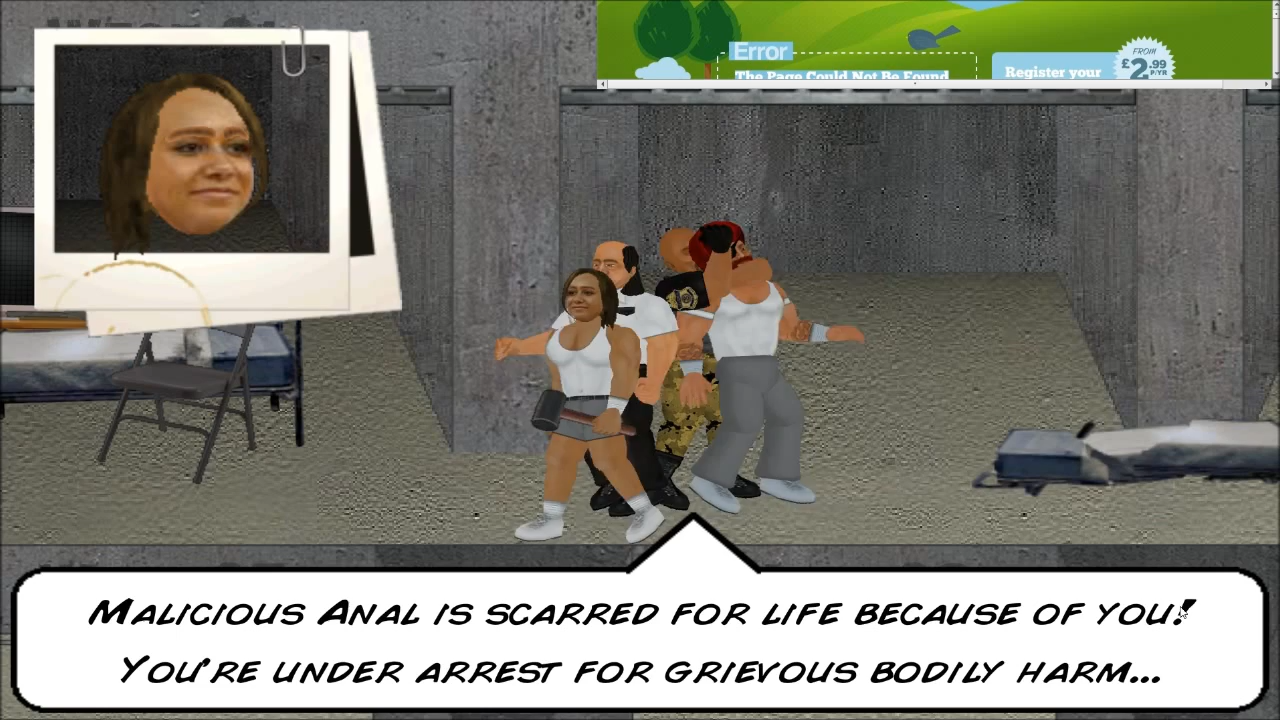 Error
The Page Could Not Be Found
Register your
FROM
£2.99
P/YR
MALICIOUS ANAL IS SCARRED FOR LIFE BECAUSE OF YOU!
YOU'RE UNDER ARREST FOR GRIEVOUS BODILY HARM...